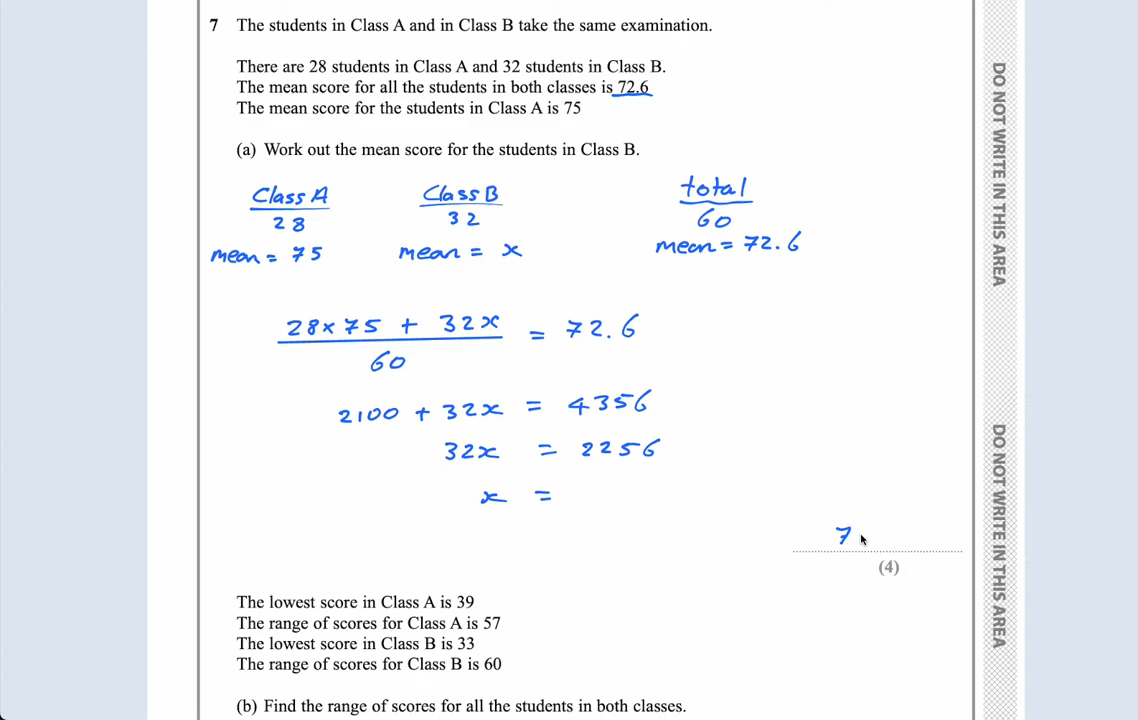 7 The students in Class A and in Class B take the same examination.
There are 28 students in Class A and 32 students in Class B.
The mean score for all the students in both classes is 72.6
The mean score for the students in Class A is 75
(a) Work out the mean score for the students in Class B.
Class A Class B total
28 32 60
mean = 75 mean = x mean = 72.6
28 × 75 + 32x = 72.6
60
2100 + 32x = 4356
32x = 2256
x =
7
(4)
The lowest score in Class A is 39
The range of scores for Class A is 57
The lowest score in Class B is 33
The range of scores for Class B is 60
(b) Find the range of scores for all the students in both classes.
DO NOT WRITE IN THIS AREA
DO NOT WRITE IN THIS AREA